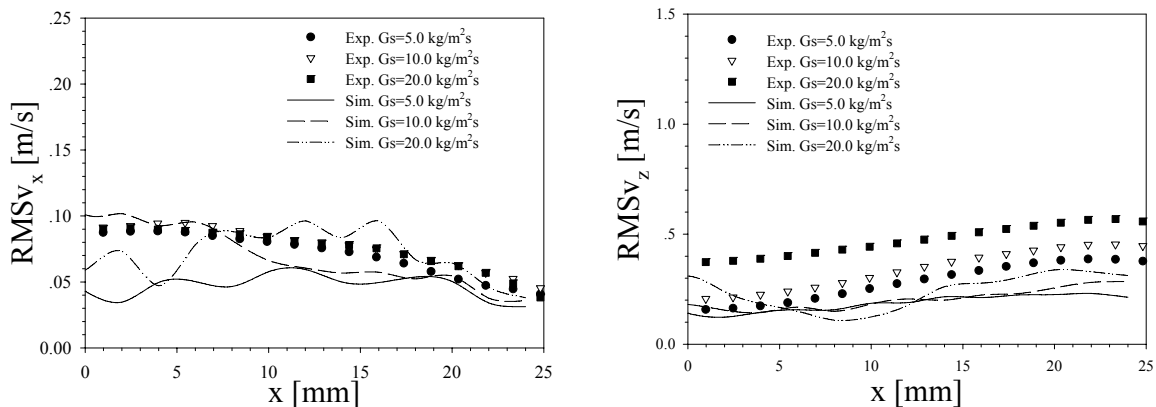 .25
.20
.15
.10
.05
0.00
RMSv_x [m/s]
Exp. Gs=5.0 kg/m²s
Exp. Gs=10.0 kg/m²s
Exp. Gs=20.0 kg/m²s
Sim. Gs=5.0 kg/m²s
Sim. Gs=10.0 kg/m²s
Sim. Gs=20.0 kg/m²s
0 5 10 15 20 25
x [mm]
1.5
1.0
.5
0.0
RMSv_z [m/s]
Exp. Gs=5.0 kg/m²s
Exp. Gs=10.0 kg/m²s
Exp. Gs=20.0 kg/m²s
Sim. Gs=5.0 kg/m²s
Sim. Gs=10.0 kg/m²s
Sim. Gs=20.0 kg/m²s
0 5 10 15 20 25
x [mm]